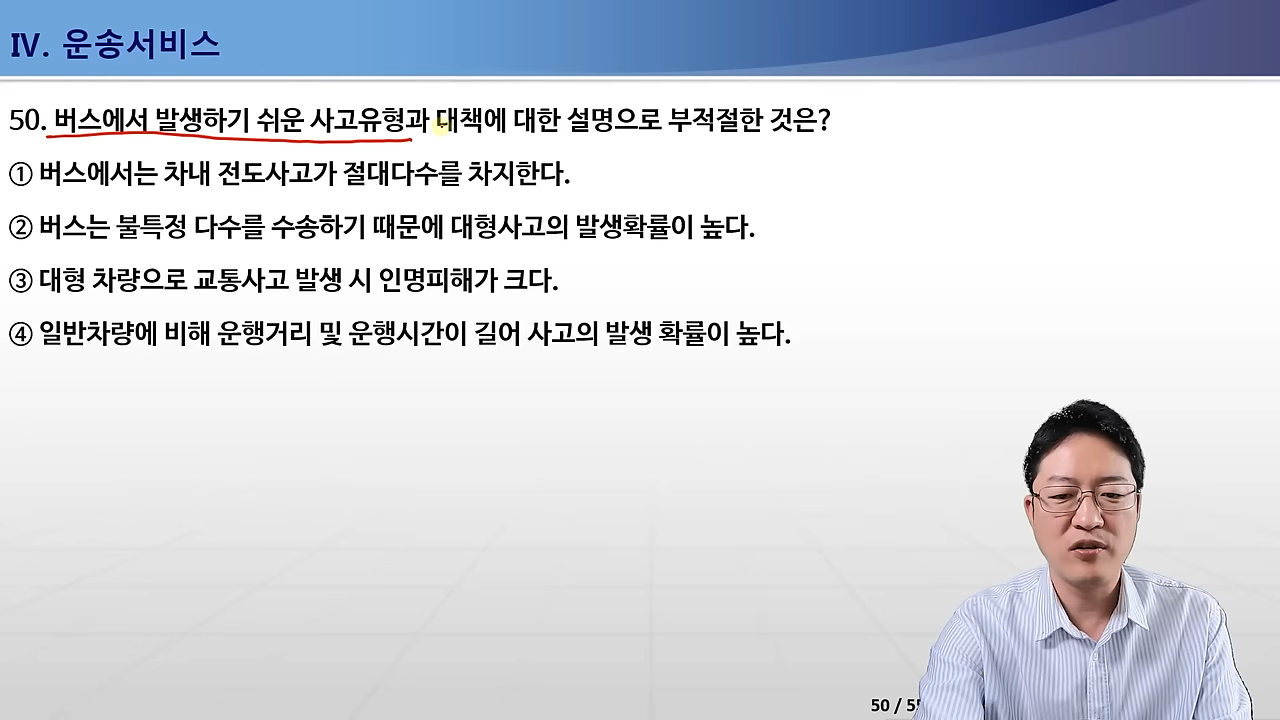 Ⅳ. 운송서비스
50. 버스에서 발생하기 쉬운 사고유형과 대책에 대한 설명으로 부적절한 것은?
① 버스에서는 차내 전도사고가 절대다수를 차지한다.
② 버스는 불특정 다수를 수송하기 때문에 대형사고의 발생확률이 높다.
③ 대형 차량으로 교통사고 발생 시 인명피해가 크다.
④ 일반차량에 비해 운행거리 및 운행시간이 길어 사고의 발생 확률이 높다.
50 / 55